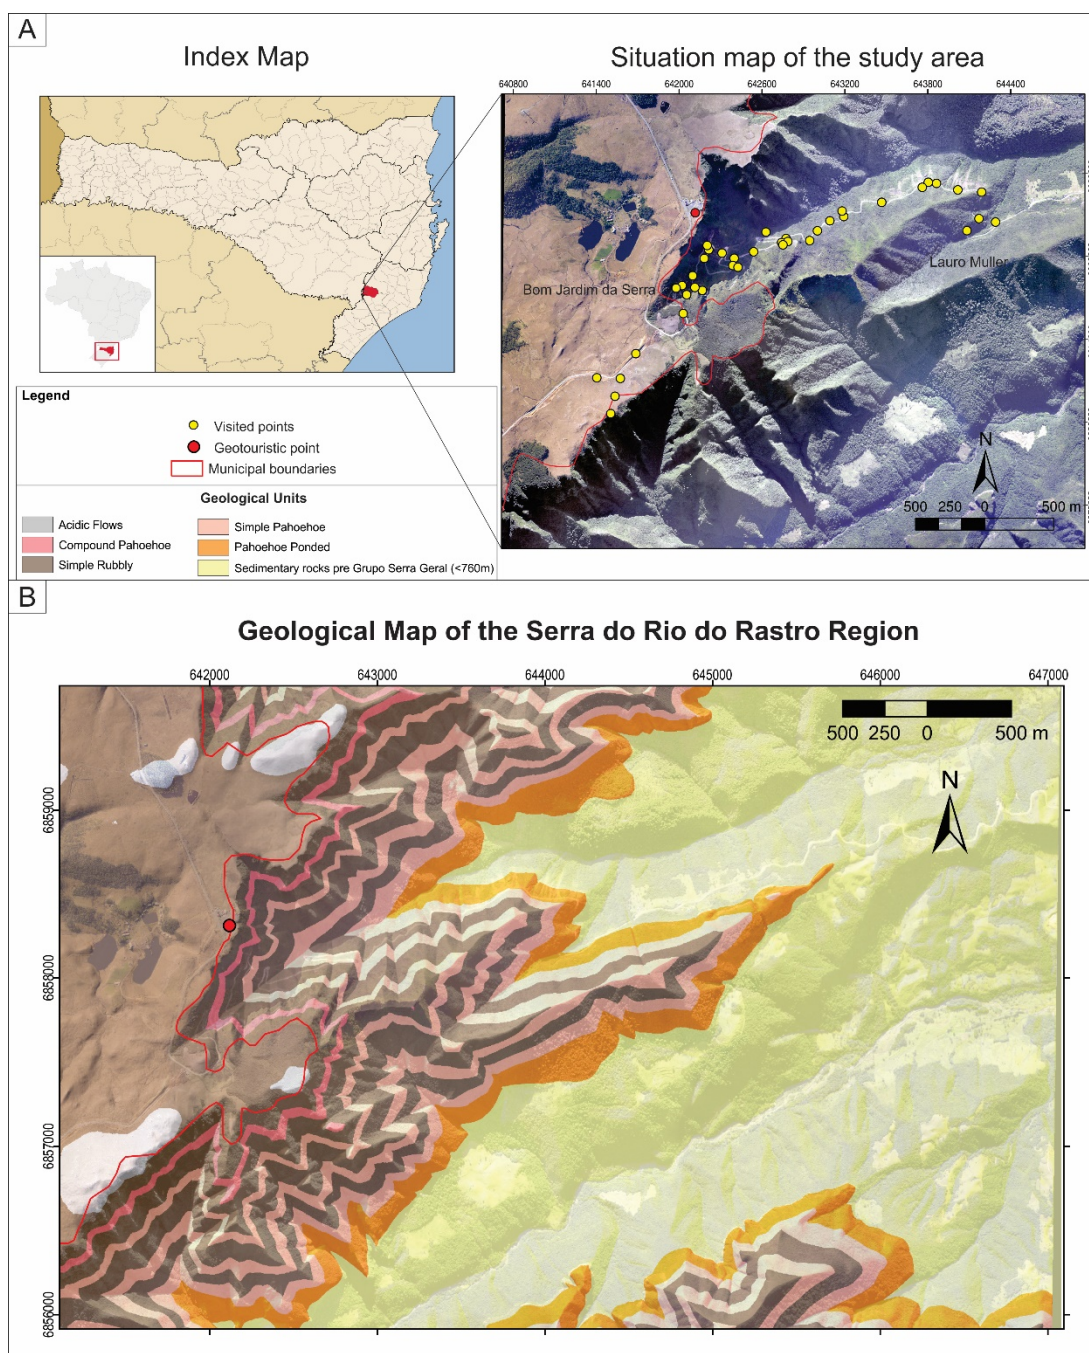 A
Index Map
Situation map of the study area
640800 641400 642000 642600 643200 643800 644400
Bom Jardim da Serra
Lauro Muller
N
500 250 0 500 m
Legend
Visited points
Geotouristic point
Municipal boundaries
Geological Units
Acidic Flows
Compound Pahoehoe
Simple Rubbly
Simple Pahoehoe
Pahoehoe Ponded
Sedimentary rocks pre Grupo Serra Geral (<760m)
B
Geological Map of the Serra do Rio do Rastro Region
642000 643000 644000 645000 646000 647000
500 250 0 500 m
N
6859000
6858000
6857000
6856000